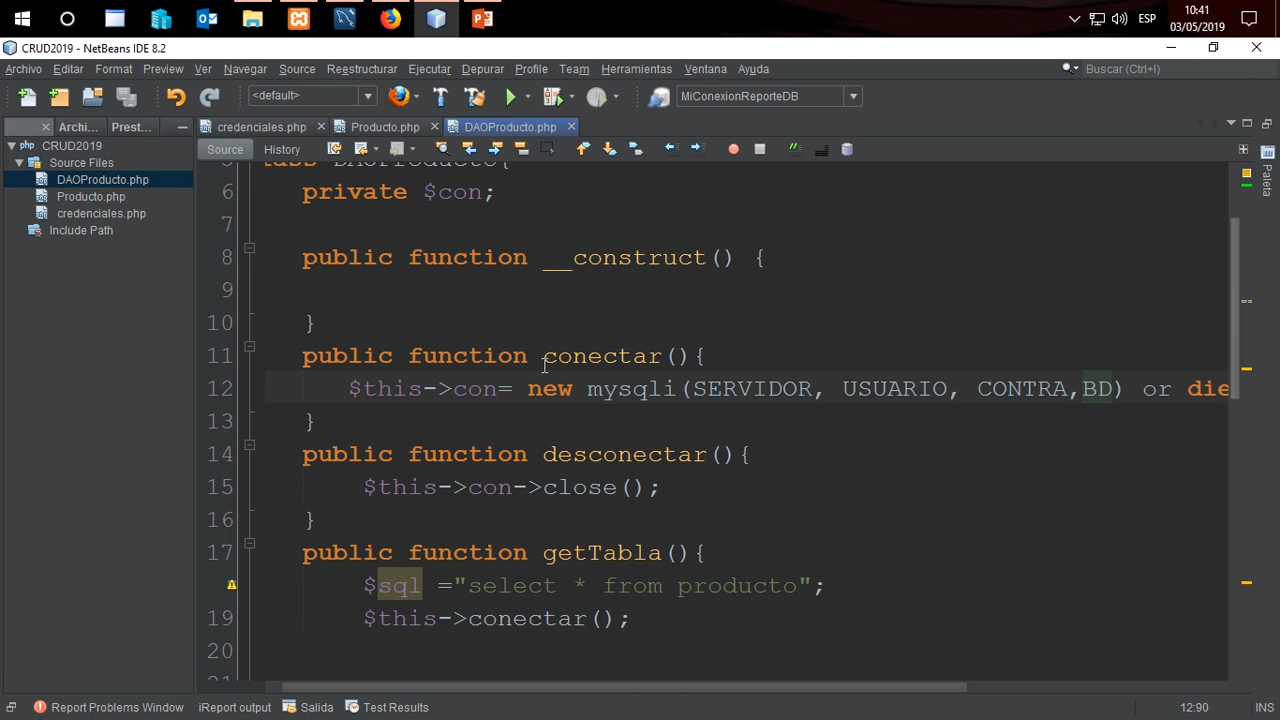 10:41
ESP
03/05/2019
CRUD2019 - NetBeans IDE 8.2
Archivo Editar Format Preview Ver Navegar Source Reestructurar Ejecutar Depurar Profile Team Herramientas Ventana Ayuda Buscar (Ctrl+I)
<default> MiConexionReporteDB
Archi... Prest... credenciales.php Producto.php DAOProducto.php
CRUD2019
Source Files
DAOProducto.php
Producto.php
credenciales.php
Include Path
Source History
Paleta
6 private $con;
7
8 public function __construct() {
9
10 }
11 public function conectar(){
12 $this->con= new mysqli(SERVIDOR, USUARIO, CONTRA,BD) or die
13 }
14 public function desconectar(){
15 $this->con->close();
16 }
17 public function getTabla(){
$sql ="select * from producto";
19 $this->conectar();
20
Report Problems Window iReport output Salida Test Results 12:90 INS